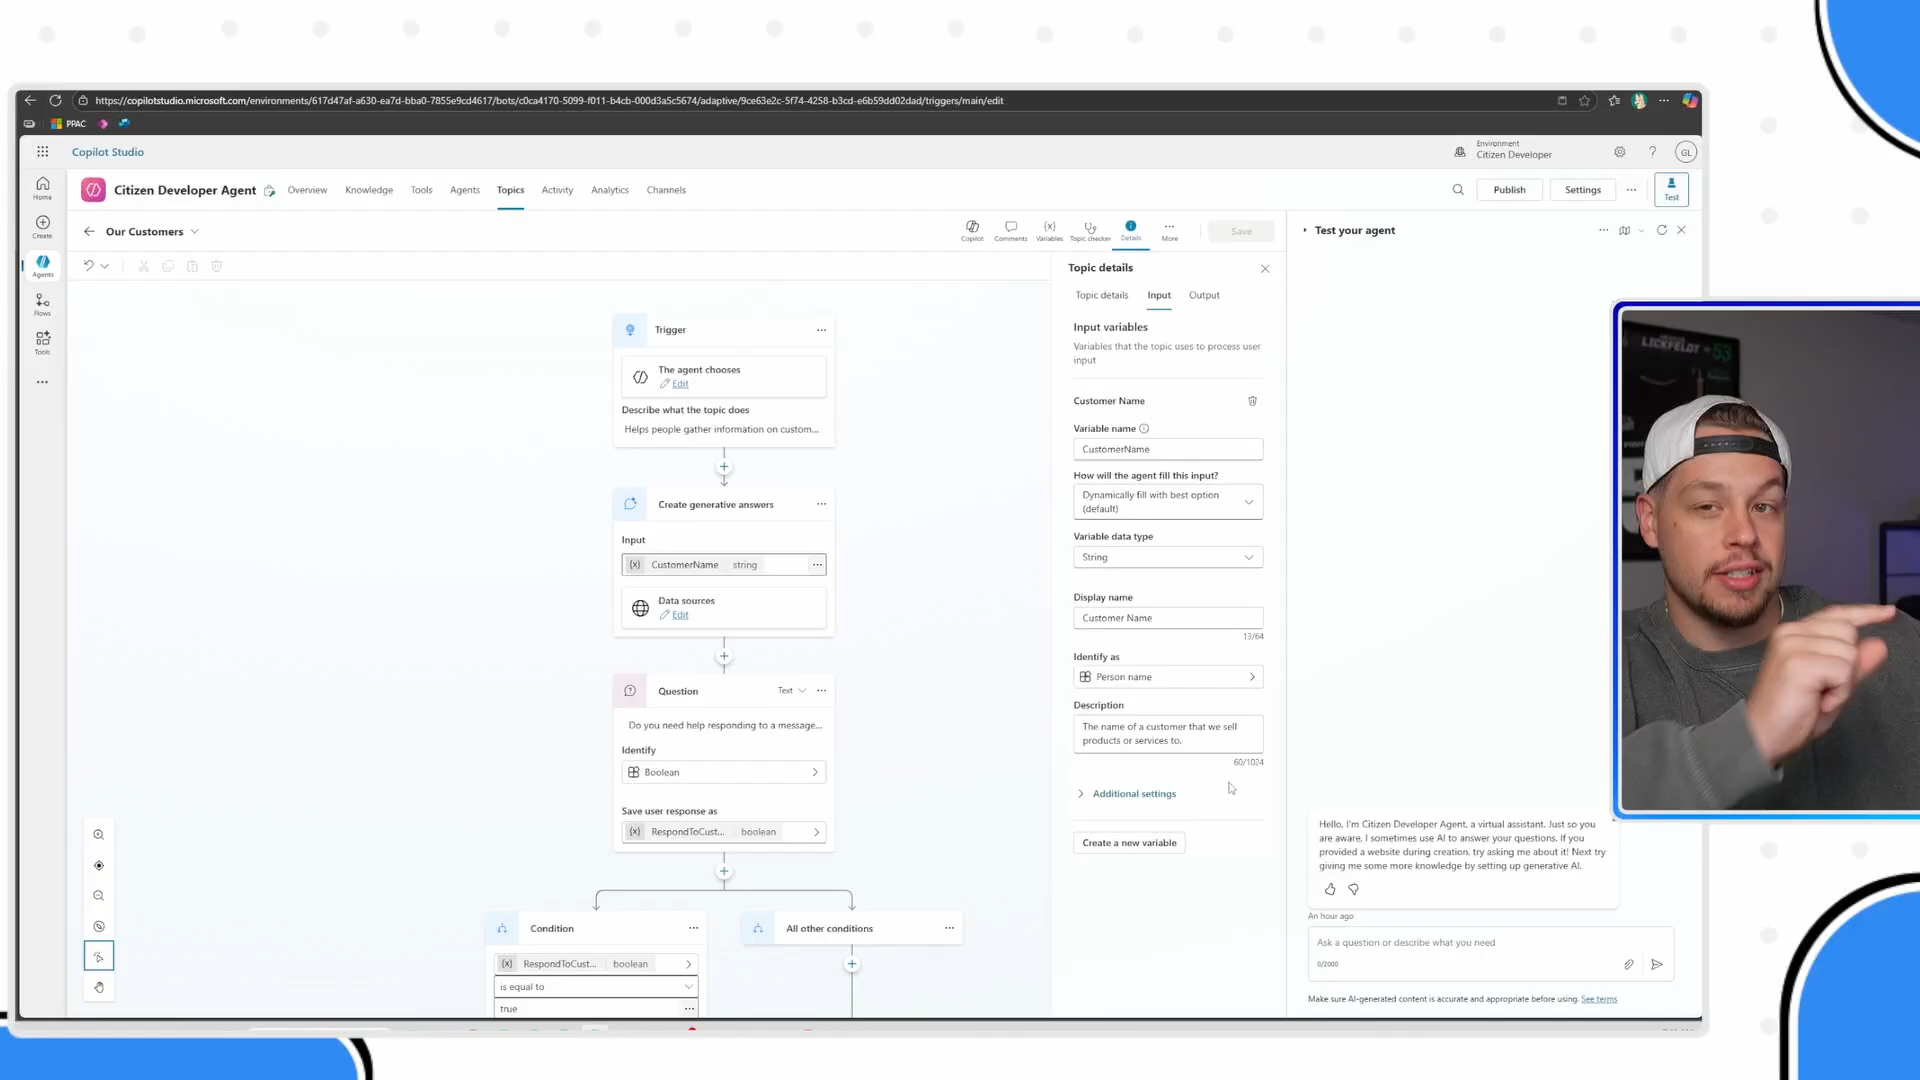 https://copilotstudio.microsoft.com/environments/617d47af-a630-ea7d-bba0-7855e9cd4617/bots/c0ca4170-5099-f011-b4cb-000d3a5c5674/adaptive/9ce63e2c-5f74-4258-b3cd-e6b59dd02dad/triggers/main/edit
PPAC
Copilot Studio
Environment
Citizen Developer
GL
Citizen Developer Agent
Overview
Knowledge
Tools
Agents
Topics
Activity
Analytics
Channels
Publish
Settings
Test
Home
Create
Agents
Flows
Tools
Our Customers
Copilot
Comments
Variables
Topic checker
Details
More
Save
Trigger
The agent chooses
Edit
Describe what the topic does
Helps people gather information on custom...
Create generative answers
Input
CustomerName string
Data sources
Edit
Question
Text
Do you need help responding to a message...
Identify
Boolean
Save user response as
RespondToCust... boolean
Condition
RespondToCust... boolean
is equal to
true
All other conditions
Topic details
Topic details
Input
Output
Input variables
Variables that the topic uses to process user
input
Customer Name
Variable name
CustomerName
How will the agent fill this input?
Dynamically fill with best option
(default)
Variable data type
String
Display name
Customer Name
13/64
Identify as
Person name
Description
The name of a customer that we sell
products or services to.
60/1024
Additional settings
Create a new variable
Test your agent
Hello, I'm Citizen Developer Agent, a virtual assistant. Just so you
are aware, I sometimes use AI to answer your questions. If you
provided a website during creation, try asking me about it! Next try
giving me some more knowledge by setting up generative AI.
An hour ago
Ask a question or describe what you need
0/2000
Make sure AI-generated content is accurate and appropriate before using. See terms
LICKFELDT
53